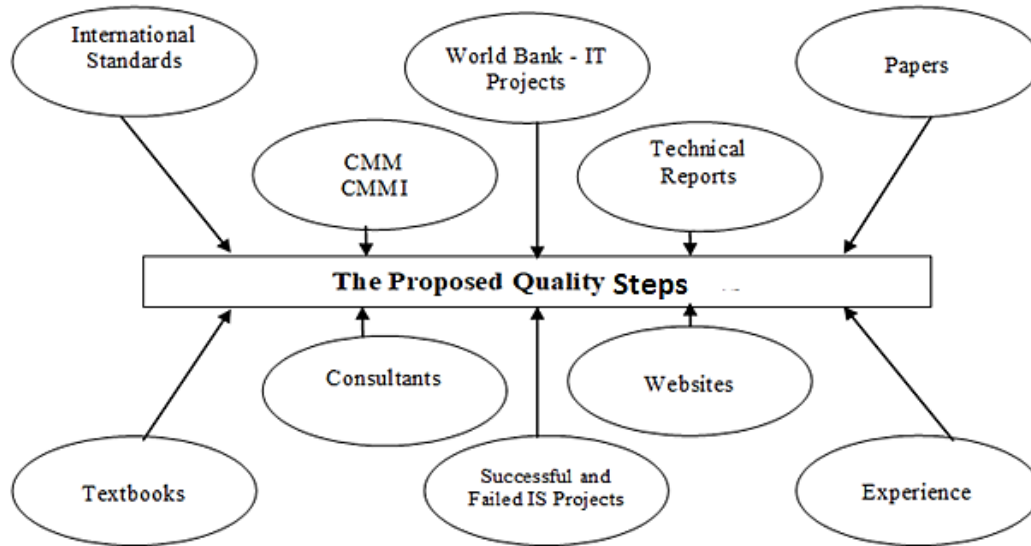 International
Standards
World Bank - IT
Projects
Papers
CMM
CMMI
Technical
Reports
The Proposed Quality Steps
Consultants
Websites
Textbooks
Successful and
Failed IS Projects
Experience